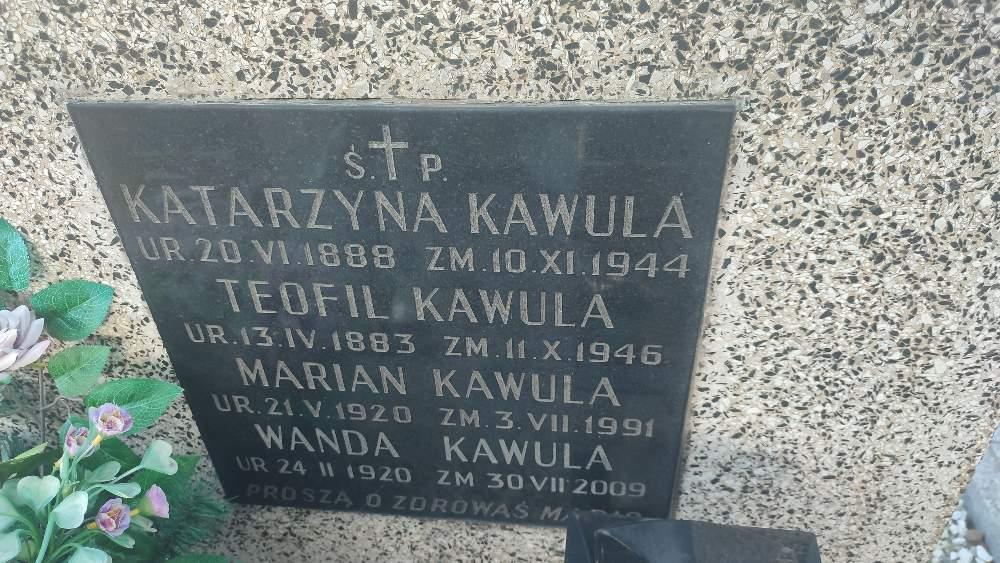 Ś.P.
KATARZYNA KAWULA
UR.20.VI.1888 ZM.10.XI.1944
TEOFIL KAWULA
UR.13.IV.1883 ZM.11.X.1946
MARIAN KAWULA
UR.21.V.1920 ZM.3.VII.1991
WANDA KAWULA
UR 24 II 1920 ZM 30 VII 2009
PROSZĄ O ZDROWAŚ